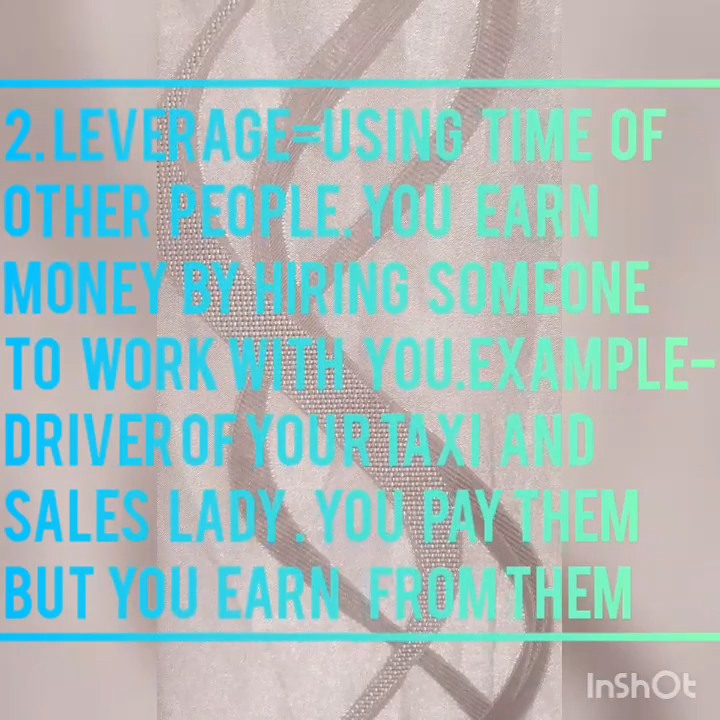 2. LEVERAGE=USING TIME OF
OTHER PEOPLE. YOU EARN
MONEY BY HIRING SOMEONE
TO WORK WITH YOU.EXAMPLE-
DRIVER OF YOUR TAXI AND
SALES LADY. YOU PAY THEM
BUT YOU EARN FROM THEM
InShOt